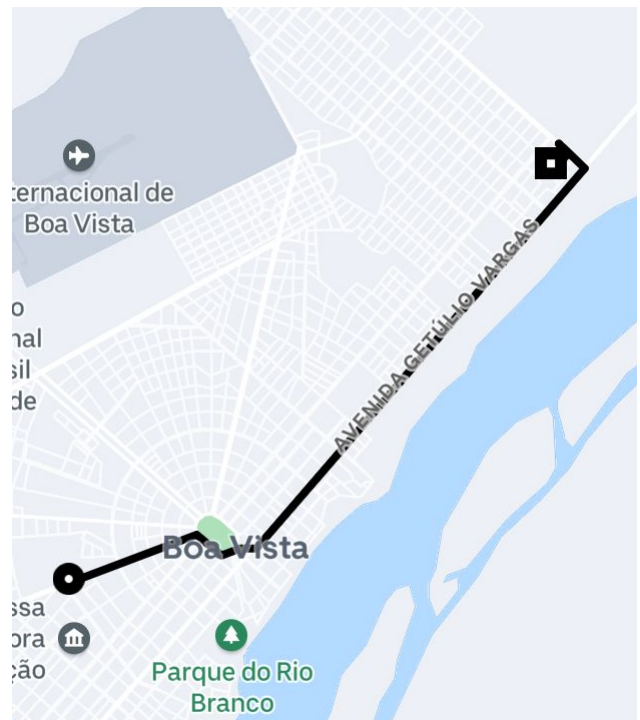 ternacional de
Boa Vista
o
nal
sil
de
AVENIDA GETÚLIO VARGAS
Boa Vista
ssa
ora
ção
Parque do Rio
Branco